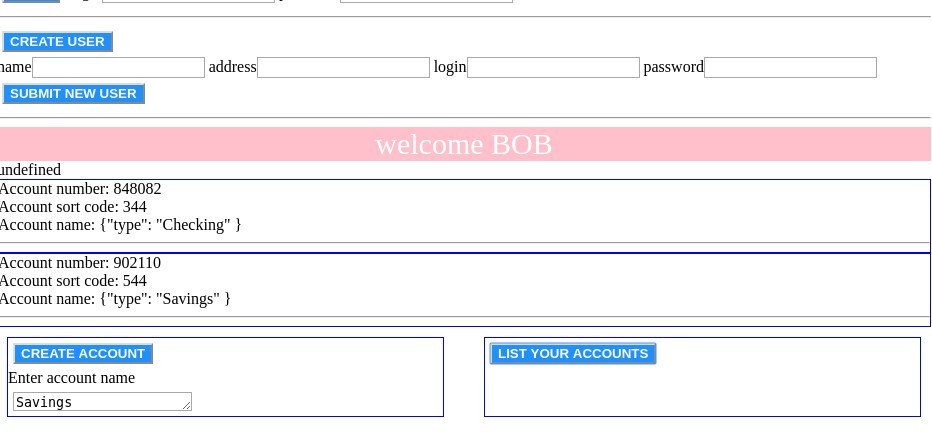 CREATE USER
name address login password
SUBMIT NEW USER
welcome BOB
undefined
Account number: 848082
Account sort code: 344
Account name: {"type": "Checking" }
Account number: 902110
Account sort code: 544
Account name: {"type": "Savings" }
CREATE ACCOUNT LIST YOUR ACCOUNTS
Enter account name
Savings